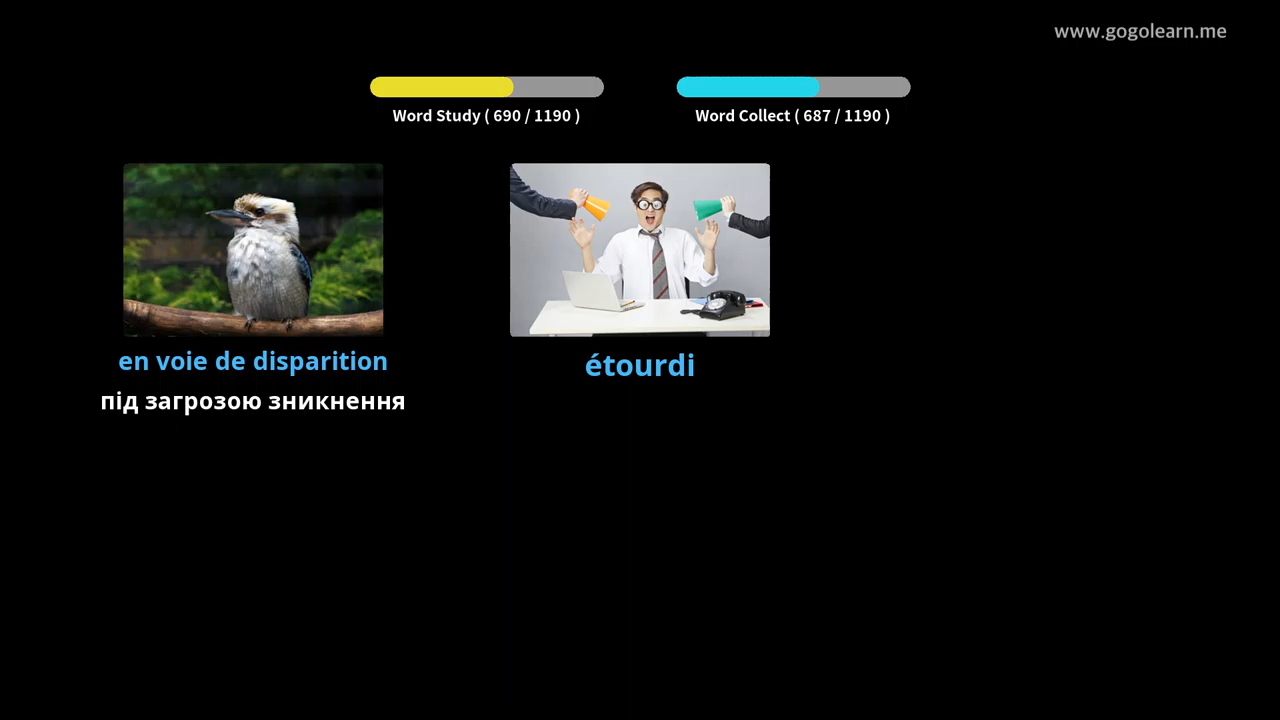 www.gogolearn.me
Word Study ( 690 / 1190 )
Word Collect ( 687 / 1190 )
en voie de disparition
під загрозою зникнення
étourdi